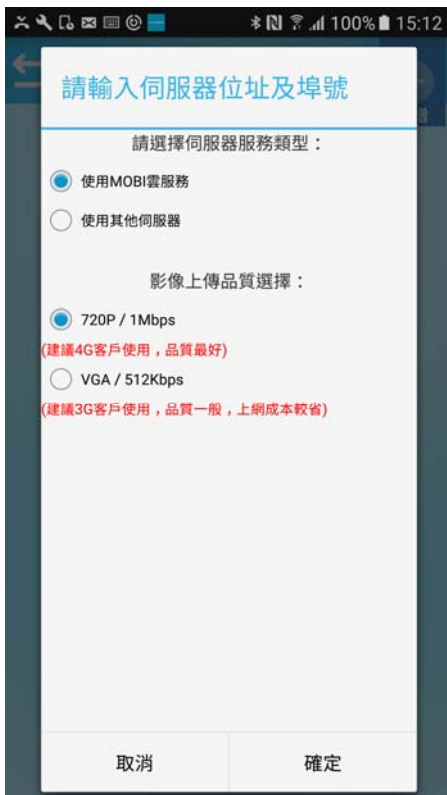 100% 15:12
請輸入伺服器位址及埠號
請選擇伺服器服務類型：
使用MOBI雲服務
使用其他伺服器
影像上傳品質選擇：
720P / 1Mbps
(建議4G客戶使用，品質最好)
VGA / 512Kbps
(建議3G客戶使用，品質一般，上網成本較省)
取消 確定